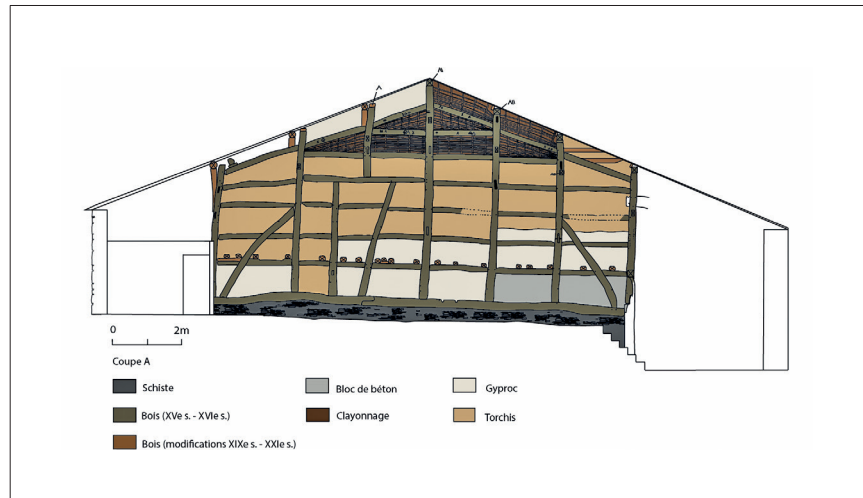 0 2m
Coupe A
Schiste
Bois (XVe s. - XVIe s.)
Bois (modifications XIXe s. - XXIe s.)
Bloc de béton
Clayonnage
Gyproc
Torchis